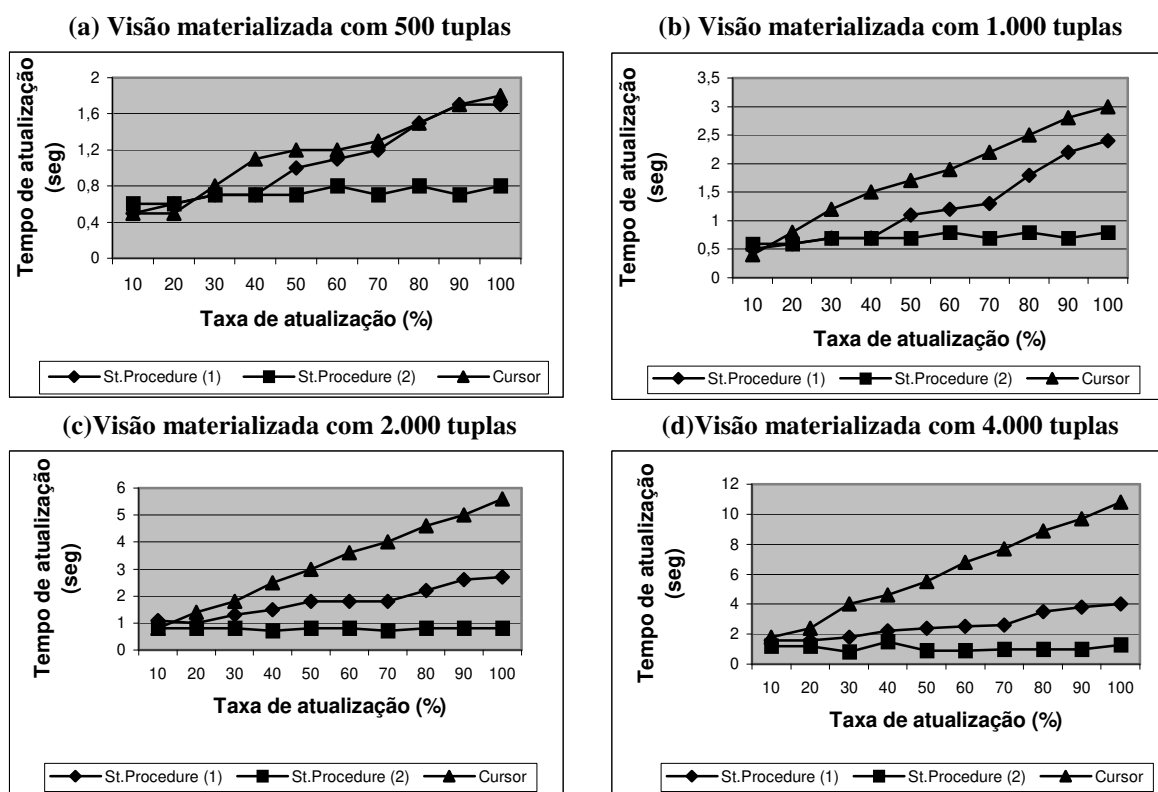 (a) Visão materializada com 500 tuplas
Tempo de atualização
(seg)
2
1,6
1,2
0,8
0,4
0
10 20 30 40 50 60 70 80 90 100
Taxa de atualização (%)
St.Procedure (1) St.Procedure (2) Cursor
(b) Visão materializada com 1.000 tuplas
Tempo de atualização
(seg)
3,5
3
2,5
2
1,5
1
0,5
0
10 20 30 40 50 60 70 80 90 100
Taxa de atualização (%)
St.Procedure (1) St.Procedure (2) Cursor
(c)Visão materializada com 2.000 tuplas
Tempo de atualização
(seg)
6
5
4
3
2
1
0
10 20 30 40 50 60 70 80 90 100
Taxa de atualização (%)
St.Procedure (1) St.Procedure (2) Cursor
(d)Visão materializada com 4.000 tuplas
Tempo de atualização
(seg)
12
10
8
6
4
2
0
10 20 30 40 50 60 70 80 90 100
Taxa de atualização (%)
St.Procedure (1) St.Procedure (2) Cursor